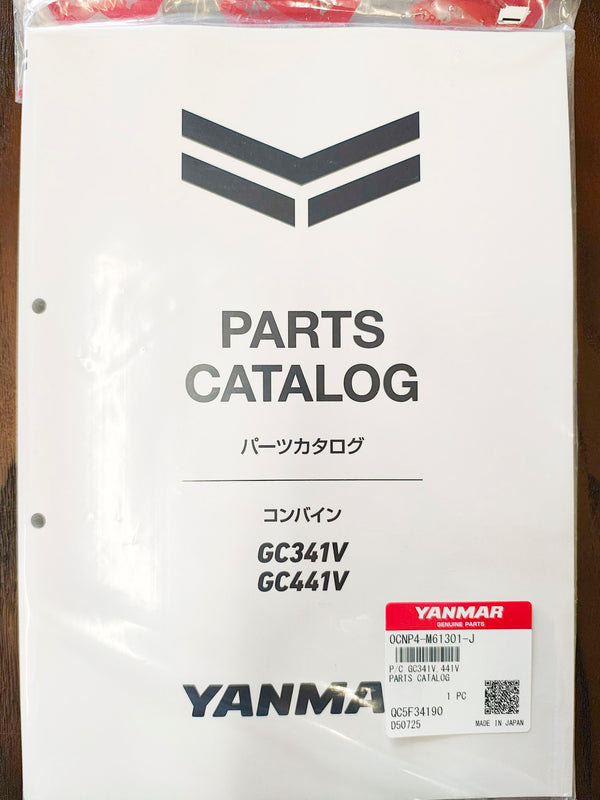 PARTS
CATALOG
パーツカタログ
コンバイン
GC341V
GC441V
YANMA
YANMAR
GENUINE PARTS
0CNP4-M61301-J
P/C GC341V,441V
PARTS CATALOG
1 PC
QC5F34190
D50725
MADE IN JAPAN